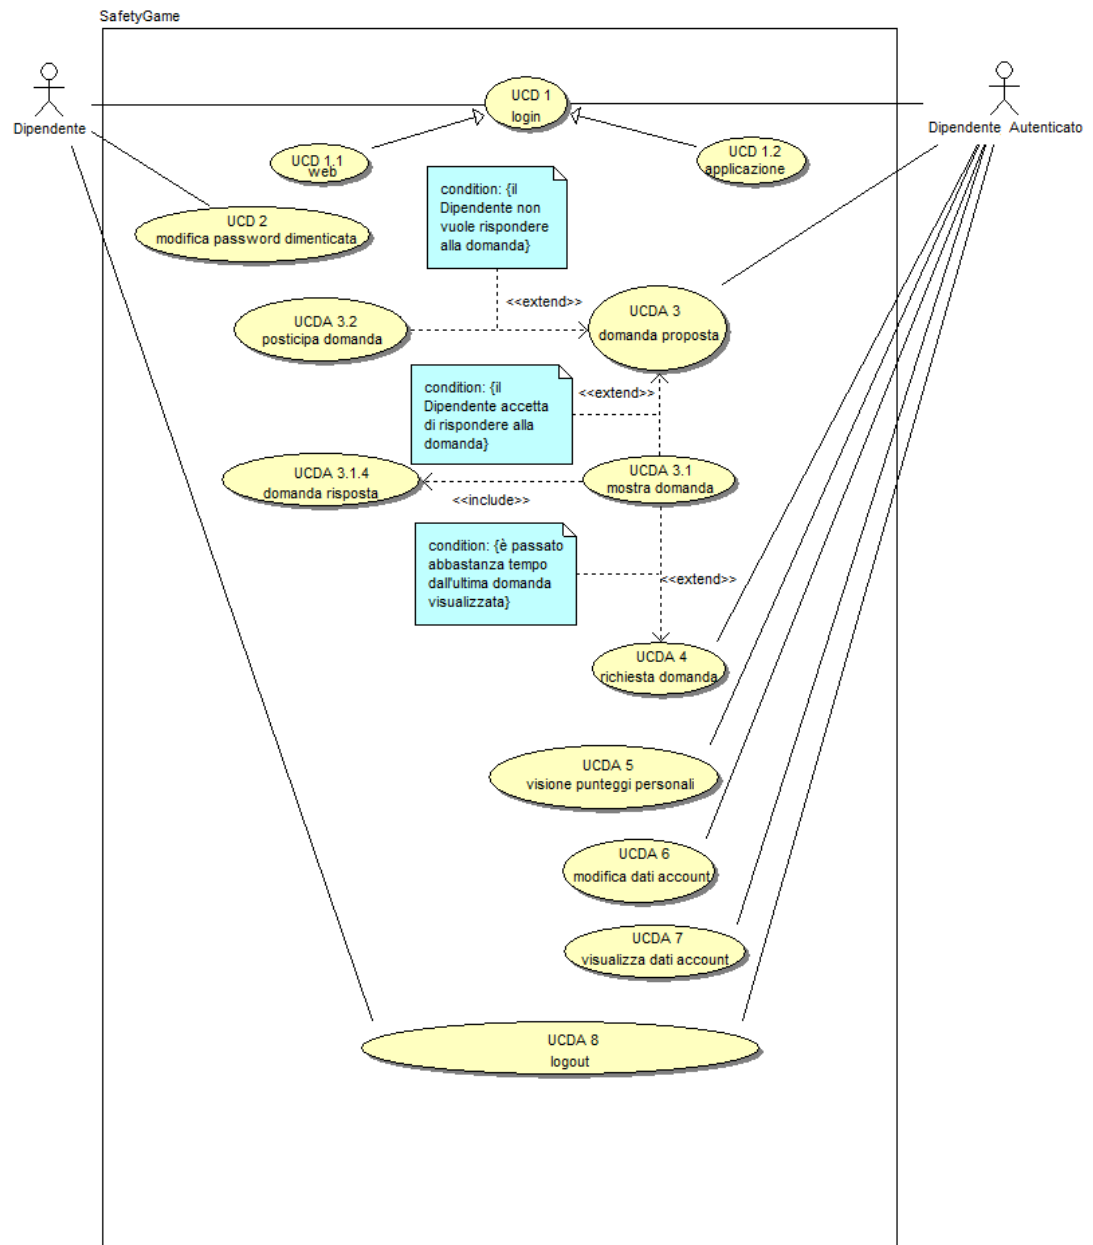 SafetyGame
Dipendente
Dipendente Autenticato
UCD 1
login
UCD 1.1
web
UCD 1.2
applicazione
condition: {il
Dipendente non
vuole rispondere
alla domanda}
UCD 2
modifica password dimenticata
<<extend>>
UCDA 3.2
posticipa domanda
UCDA 3
domanda proposta
condition: {il
Dipendente accetta
di rispondere alla
domanda}
<<extend>>
UCDA 3.1.4
domanda risposta
<<include>>
UCDA 3.1
mostra domanda
condition: {è passato
abbastanza tempo
dall'ultima domanda
visualizzata}
<<extend>>
UCDA 4
richiesta domanda
UCDA 5
visione punteggi personali
UCDA 6
modifica dati account
UCDA 7
visualizza dati account
UCDA 8
logout